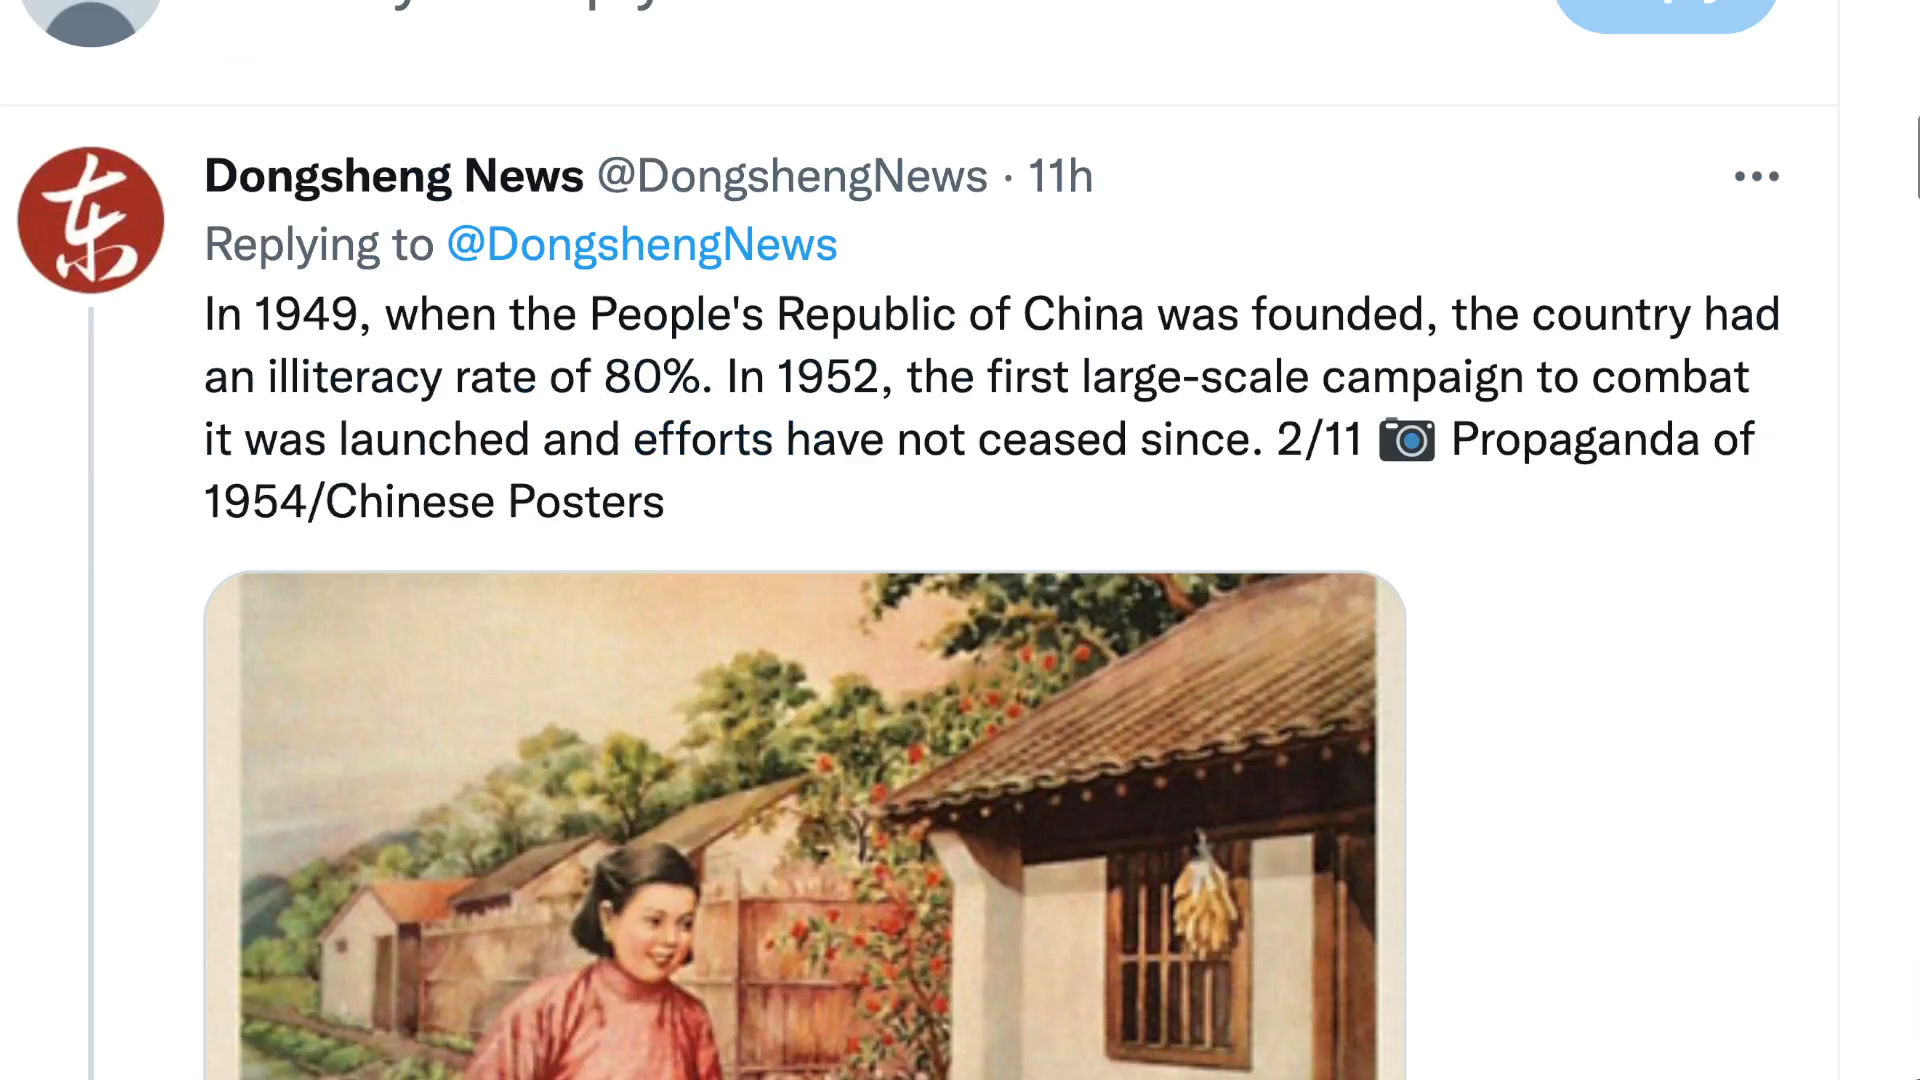 东
Dongsheng News @DongshengNews · 11h
Replying to @DongshengNews
In 1949, when the People's Republic of China was founded, the country had
an illiteracy rate of 80%. In 1952, the first large-scale campaign to combat
it was launched and efforts have not ceased since. 2/11 📷 Propaganda of
1954/Chinese Posters